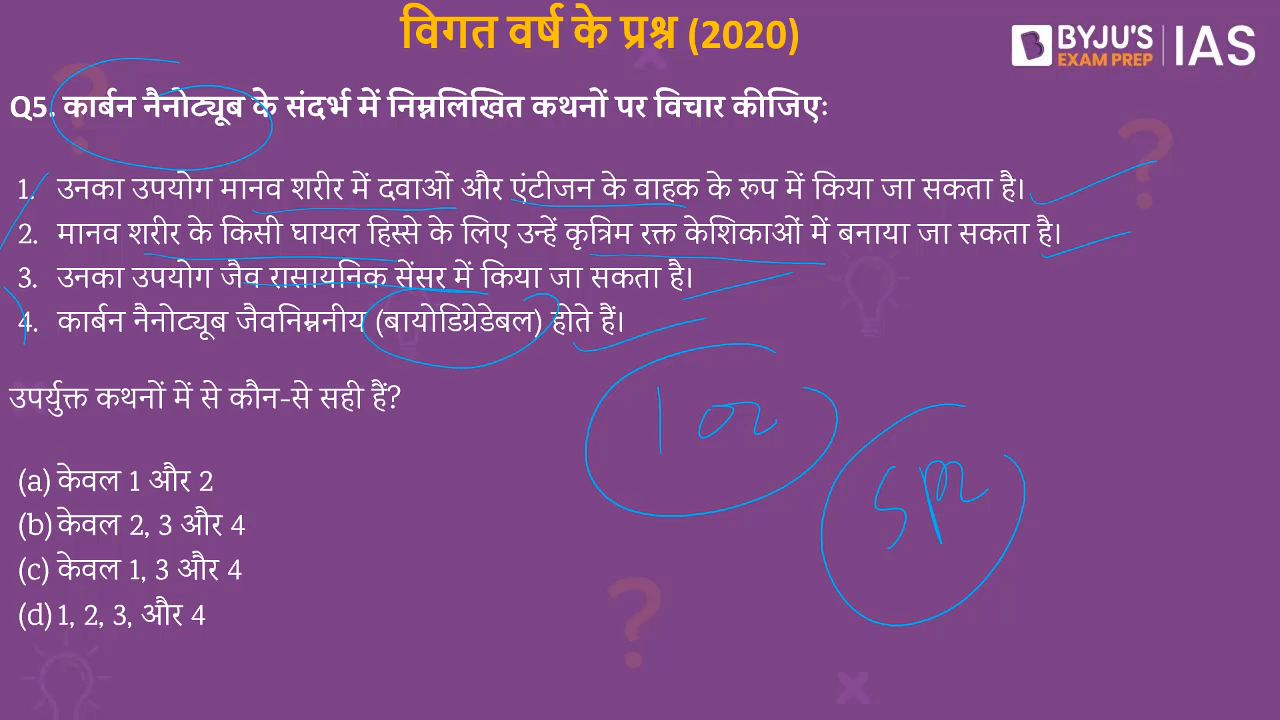 विगत वर्ष के प्रश्न (2020)
BYJU'S
EXAM PREP
IAS
Q5. कार्बन नैनोट्यूब के संदर्भ में निम्नलिखित कथनों पर विचार कीजिएः
1. उनका उपयोग मानव शरीर में दवाओं और एंटीजन के वाहक के रूप में किया जा सकता है।
2. मानव शरीर के किसी घायल हिस्से के लिए उन्हें कृत्रिम रक्त केशिकाओं में बनाया जा सकता है।
3. उनका उपयोग जैव रासायनिक सेंसर में किया जा सकता है।
4. कार्बन नैनोट्यूब जैवनिम्ननीय (बायोडिग्रेडेबल) होते हैं।
उपर्युक्त कथनों में से कौन-से सही हैं?
(a) केवल 1 और 2
(b) केवल 2, 3 और 4
(c) केवल 1, 3 और 4
(d) 1, 2, 3, और 4